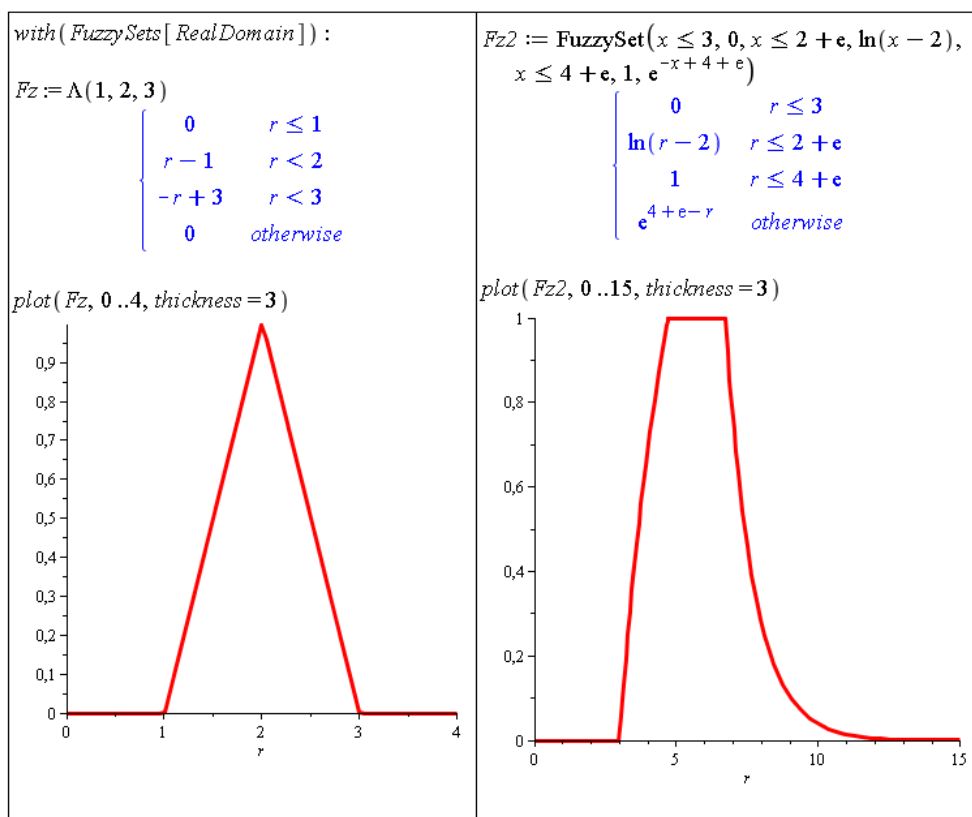 with(FuzzySets[RealDomain]):
Fz := Λ(1, 2, 3)
0 r ≤ 1
r − 1 r < 2
−r + 3 r < 3
0 otherwise
plot(Fz, 0 ..4, thickness = 3)
0,9
0,8
0,7
0,6
0,5
0,4
0,3
0,2
0,1
0
0 1 2 3 4
r
Fz2 := FuzzySet(x ≤ 3, 0, x ≤ 2 + e, ln(x − 2),
x ≤ 4 + e, 1, e^(−x + 4 + e))
0 r ≤ 3
ln(r − 2) r ≤ 2 + e
1 r ≤ 4 + e
e^(4 + e − r) otherwise
plot(Fz2, 0 ..15, thickness = 3)
1
0,8
0,6
0,4
0,2
0
0 5 10 15
r